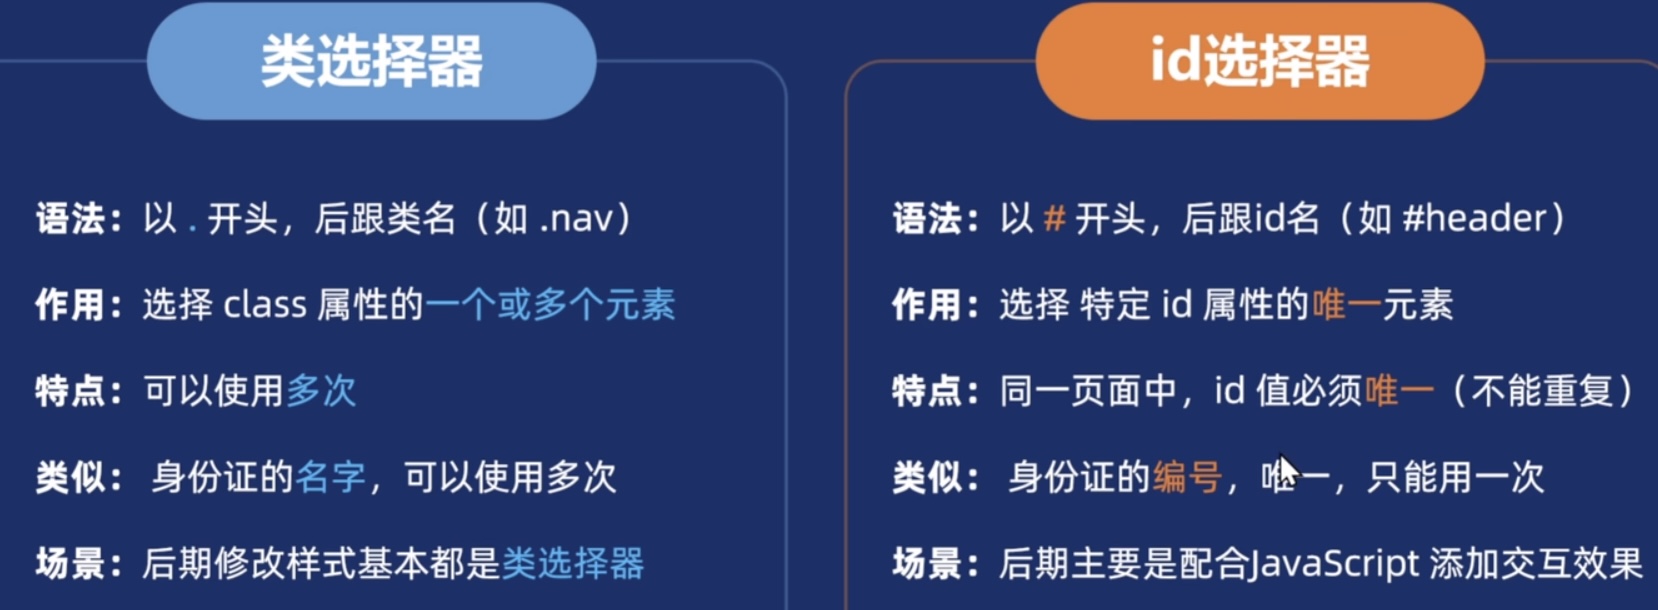 类选择器
语法：以 . 开头，后跟类名（如 .nav）
作用：选择 class 属性的一个或多个元素
特点：可以使用多次
类似： 身份证的名字，可以使用多次
场景：后期修改样式基本都是类选择器
id选择器
语法：以 # 开头，后跟id名（如 #header）
作用：选择 特定 id 属性的唯一元素
特点：同一页面中，id 值必须唯一（不能重复）
类似： 身份证的编号，唯一，只能用一次
场景：后期主要是配合JavaScript 添加交互效果